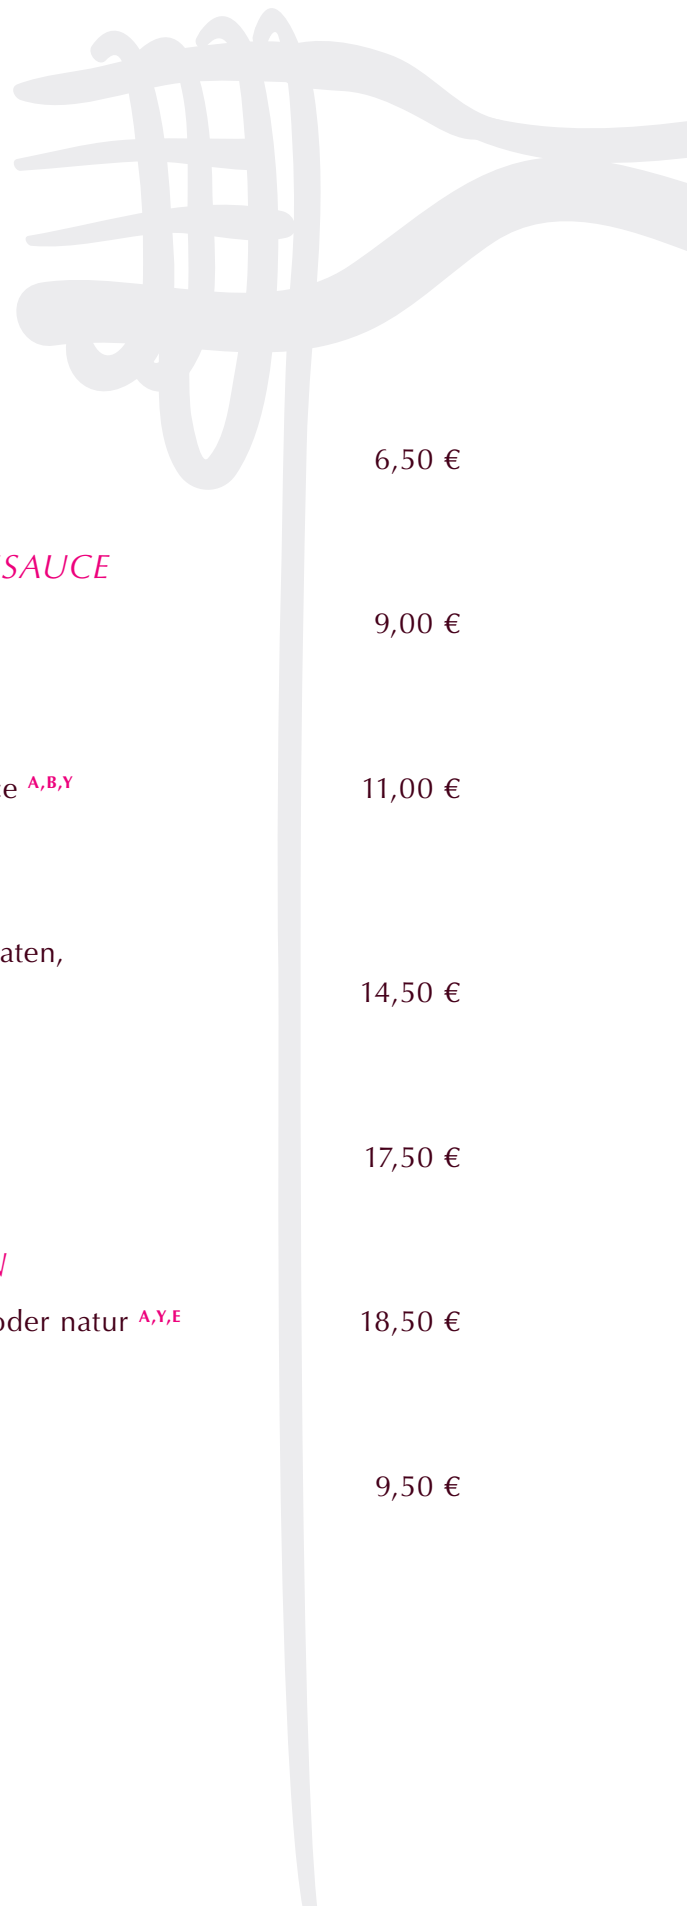 6,50 €
SAUCE
9,00 €
e A,B,Y 11,00 €
aten,
14,50 €
17,50 €
N
oder natur A,Y,E 18,50 €
9,50 €